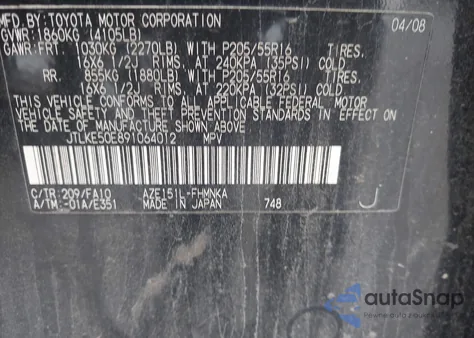 MFD. BY: TOYOTA MOTOR CORPORATION 04/08
GVWR: 1860KG (4105LB)
GAWR: FRT. 1030KG (2270LB) WITH P205/55R16 TIRES,
16X6 1/2J RIMS, AT 240KPA (35PSI) COLD
RR. 855KG (1880LB) WITH P205/55R16 TIRES,
16X6 1/2J RIMS, AT 220KPA (32PSI) COLD
THIS VEHICLE CONFORMS TO ALL APPLICABLE FEDERAL MOTOR
VEHICLE SAFETY AND THEFT PREVENTION STANDARDS IN EFFECT ON
THE DATE OF MANUFACTURE SHOWN ABOVE.
JTLKE50E891064012 MPV
C/TR: 209/FA10 AZE151L-FHMNKA J
A/TM: -01A/E351 MADE IN JAPAN 748
autoSnap